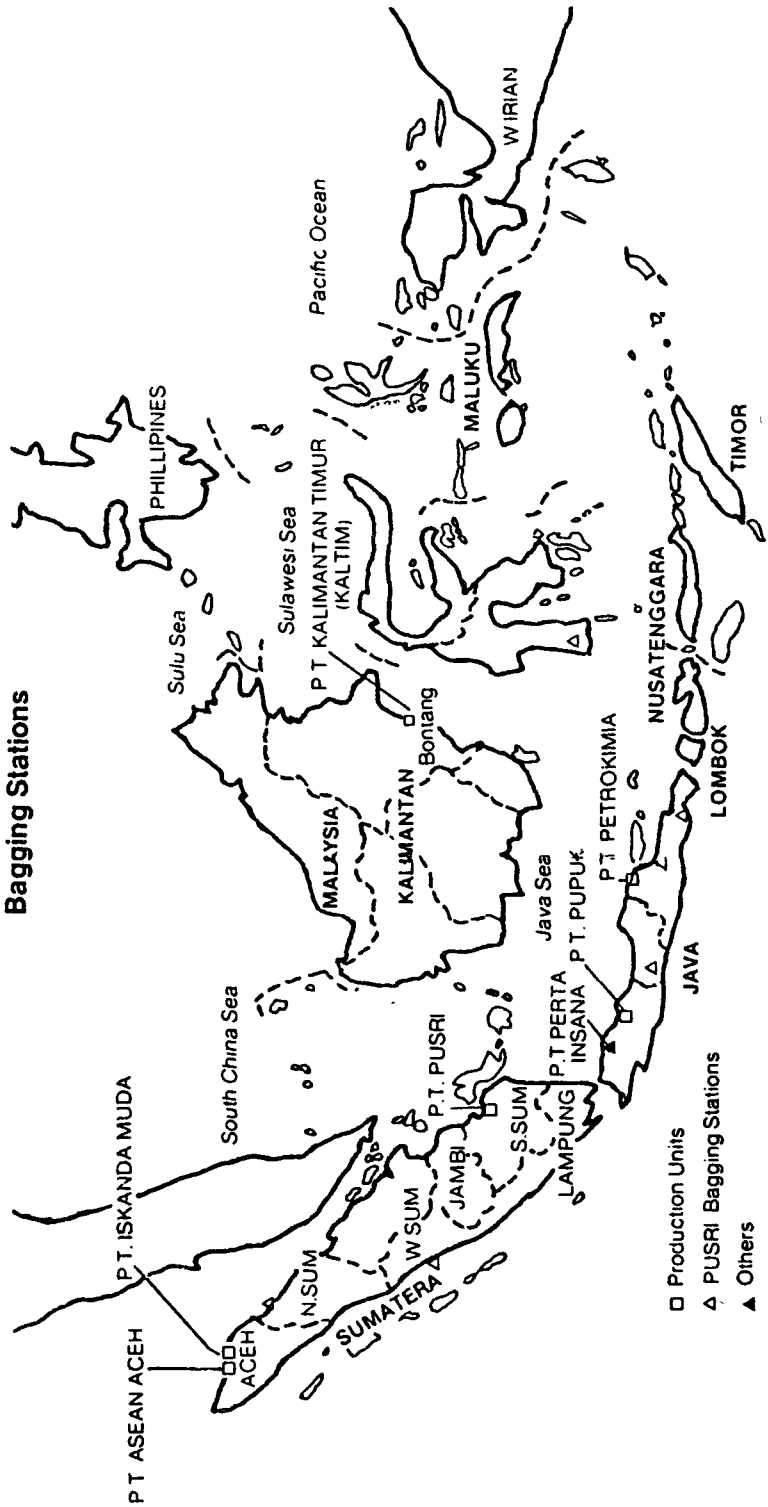 Bagging Stations
P T ASEAN ACEH
P T. ISKANDA MUDA
ACEH
N.SUM
W SUM
SUMATERA
JAMBI
S.SUM
LAMPUNG
P.T. PUSRI
South China Sea
MALAYSIA
KALIMANTAN
Bontang
P T KALIMANTAN TIMUR
(KALTIM)
Sulu Sea
Sulawesi Sea
PHILLIPINES
Pacific Ocean
MALUKU
W IRIAN
Java Sea
P.T PERTA
INSANA
P T. PUPUK
P T PETROKIMIA
JAVA
LOMBOK
NUSATENGGARA
TIMOR
Production Units
PUSRI Bagging Stations
Others